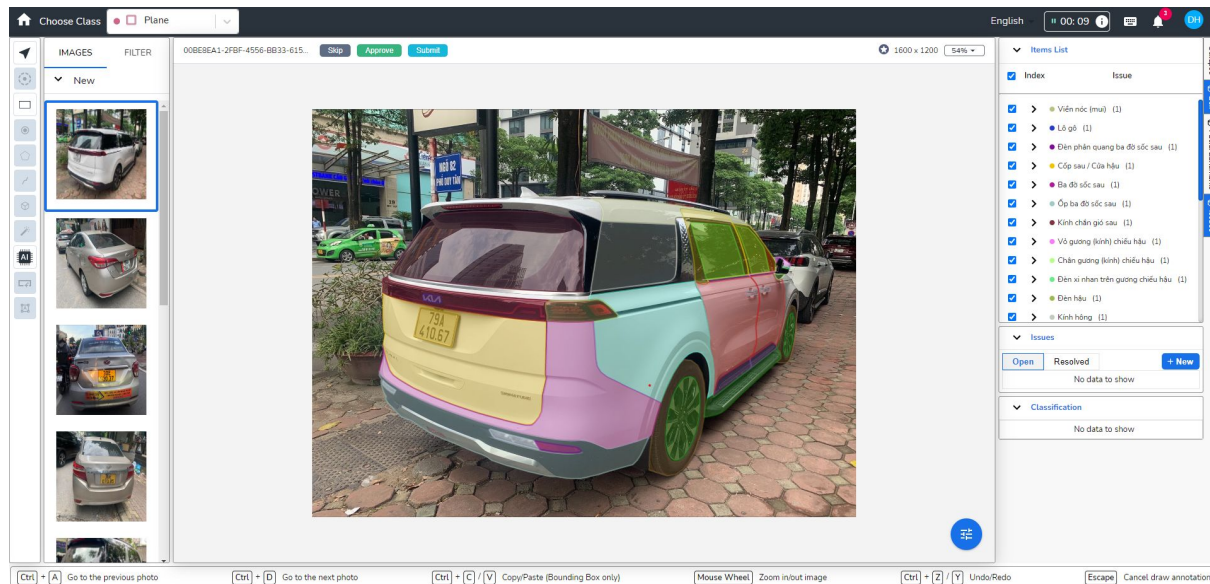 Choose Class
Plane
English
00:09
3
DH
IMAGES
FILTER
New
00BE8EA1-2FBF-4556-BB33-615...
Skip
Approve
Submit
1600 x 1200
54%
NGÕ 82
PHỐ DUY TÂN
KIA
79A
410.67
Items List
Index
Issue
Viền nóc (mui) (1)
Lô gô (1)
Đèn phản quang ba đờ sốc sau (1)
Cốp sau / Cửa hậu (1)
Ba đờ sốc sau (1)
Ốp ba đờ sốc sau (1)
Kính chắn gió sau (1)
Vỏ gương (kính) chiếu hậu (1)
Chân gương (kính) chiếu hậu (1)
Đèn xi nhan trên gương chiếu hậu (1)
Đèn hậu (1)
Kính hông (1)
Issues
Open
Resolved
+ New
No data to show
Classification
No data to show
Ctrl + A Go to the previous photo
Ctrl + D Go to the next photo
Ctrl + C / V Copy/Paste (Bounding Box only)
Mouse Wheel Zoom in/out image
Ctrl + Z / Y Undo/Redo
Escape Cancel draw annotation